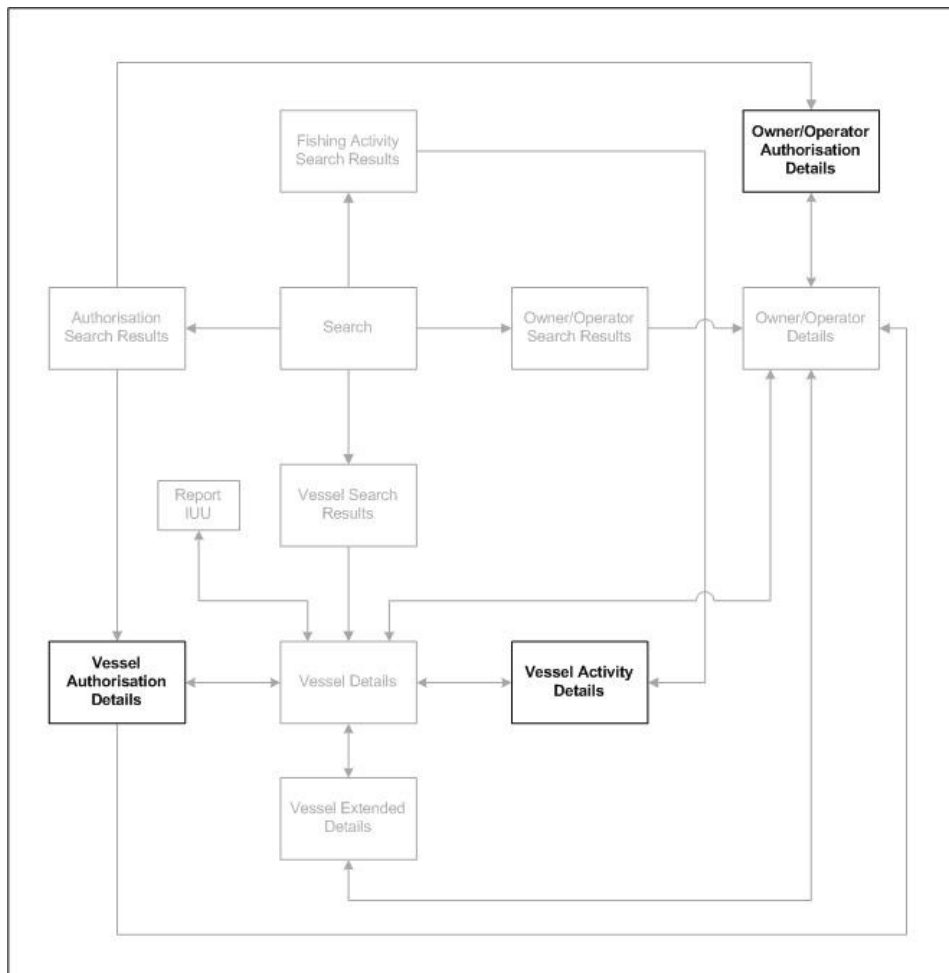 Fishing Activity
Search Results
Owner/Operator
Authorisation
Details
Authorisation
Search Results
Search
Owner/Operator
Search Results
Owner/Operator
Details
Report
IUU
Vessel Search
Results
Vessel
Authorisation
Details
Vessel Details
Vessel Activity
Details
Vessel Extended
Details